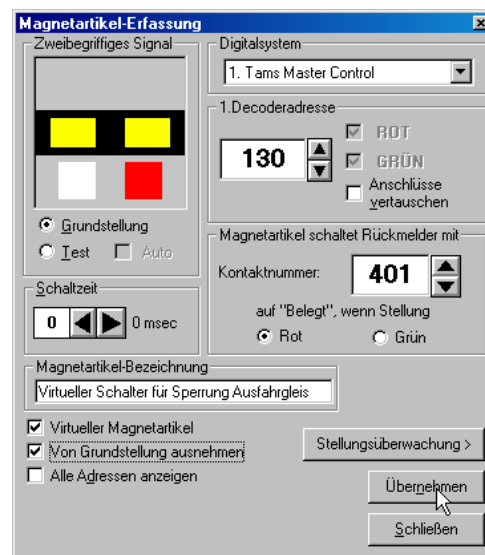 Magnetartikel-Erfassung
Zweibegriffiges Signal
Grundstellung
Test Auto
Digitalsystem
1. Tams Master Control
1.Decoderadresse
130
ROT
GRÜN
Anschlüsse
vertauschen
Magnetartikel schaltet Rückmelder mit
Kontaktnummer: 401
auf "Belegt", wenn Stellung
Rot Grün
Schaltzeit
0 0 msec
Magnetartikel-Bezeichnung
Virtueller Schalter für Sperrung Ausfahrgleis
Virtueller Magnetartikel
Von Grundstellung ausnehmen
Alle Adressen anzeigen
Stellungsüberwachung >
Übernehmen
Schließen